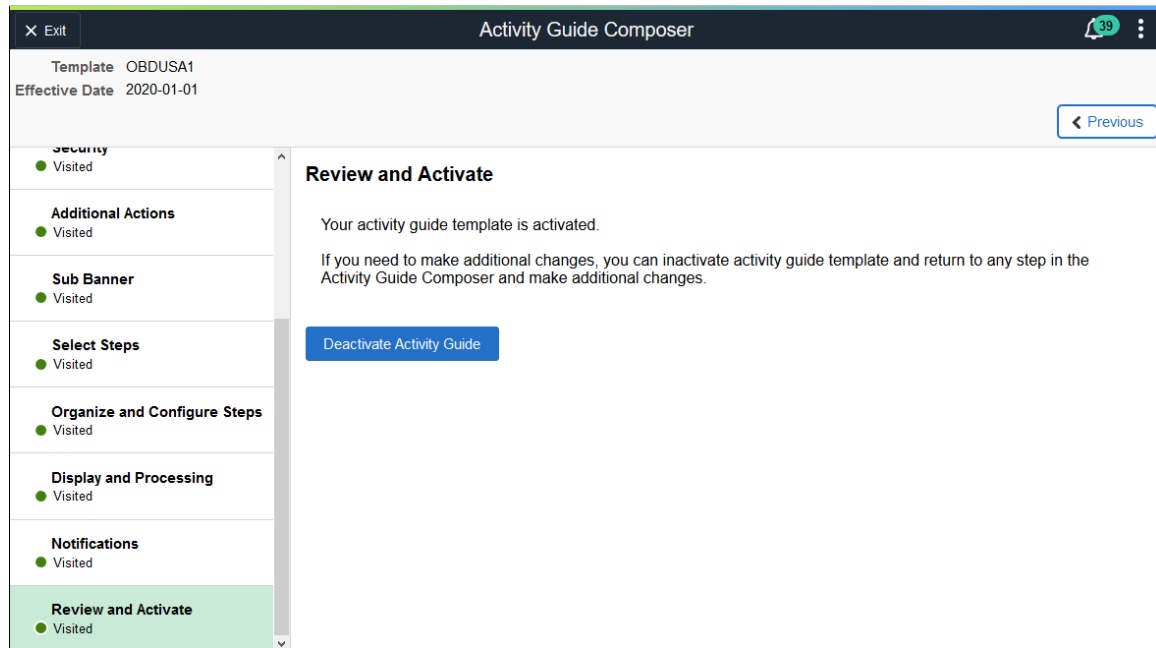 Exit
Activity Guide Composer
39
Template OBDUSA1
Effective Date 2020-01-01
Previous
Security
Visited
Additional Actions
Visited
Sub Banner
Visited
Select Steps
Visited
Organize and Configure Steps
Visited
Display and Processing
Visited
Notifications
Visited
Review and Activate
Visited
Review and Activate
Your activity guide template is activated.
If you need to make additional changes, you can inactivate activity guide template and return to any step in the
Activity Guide Composer and make additional changes.
Deactivate Activity Guide